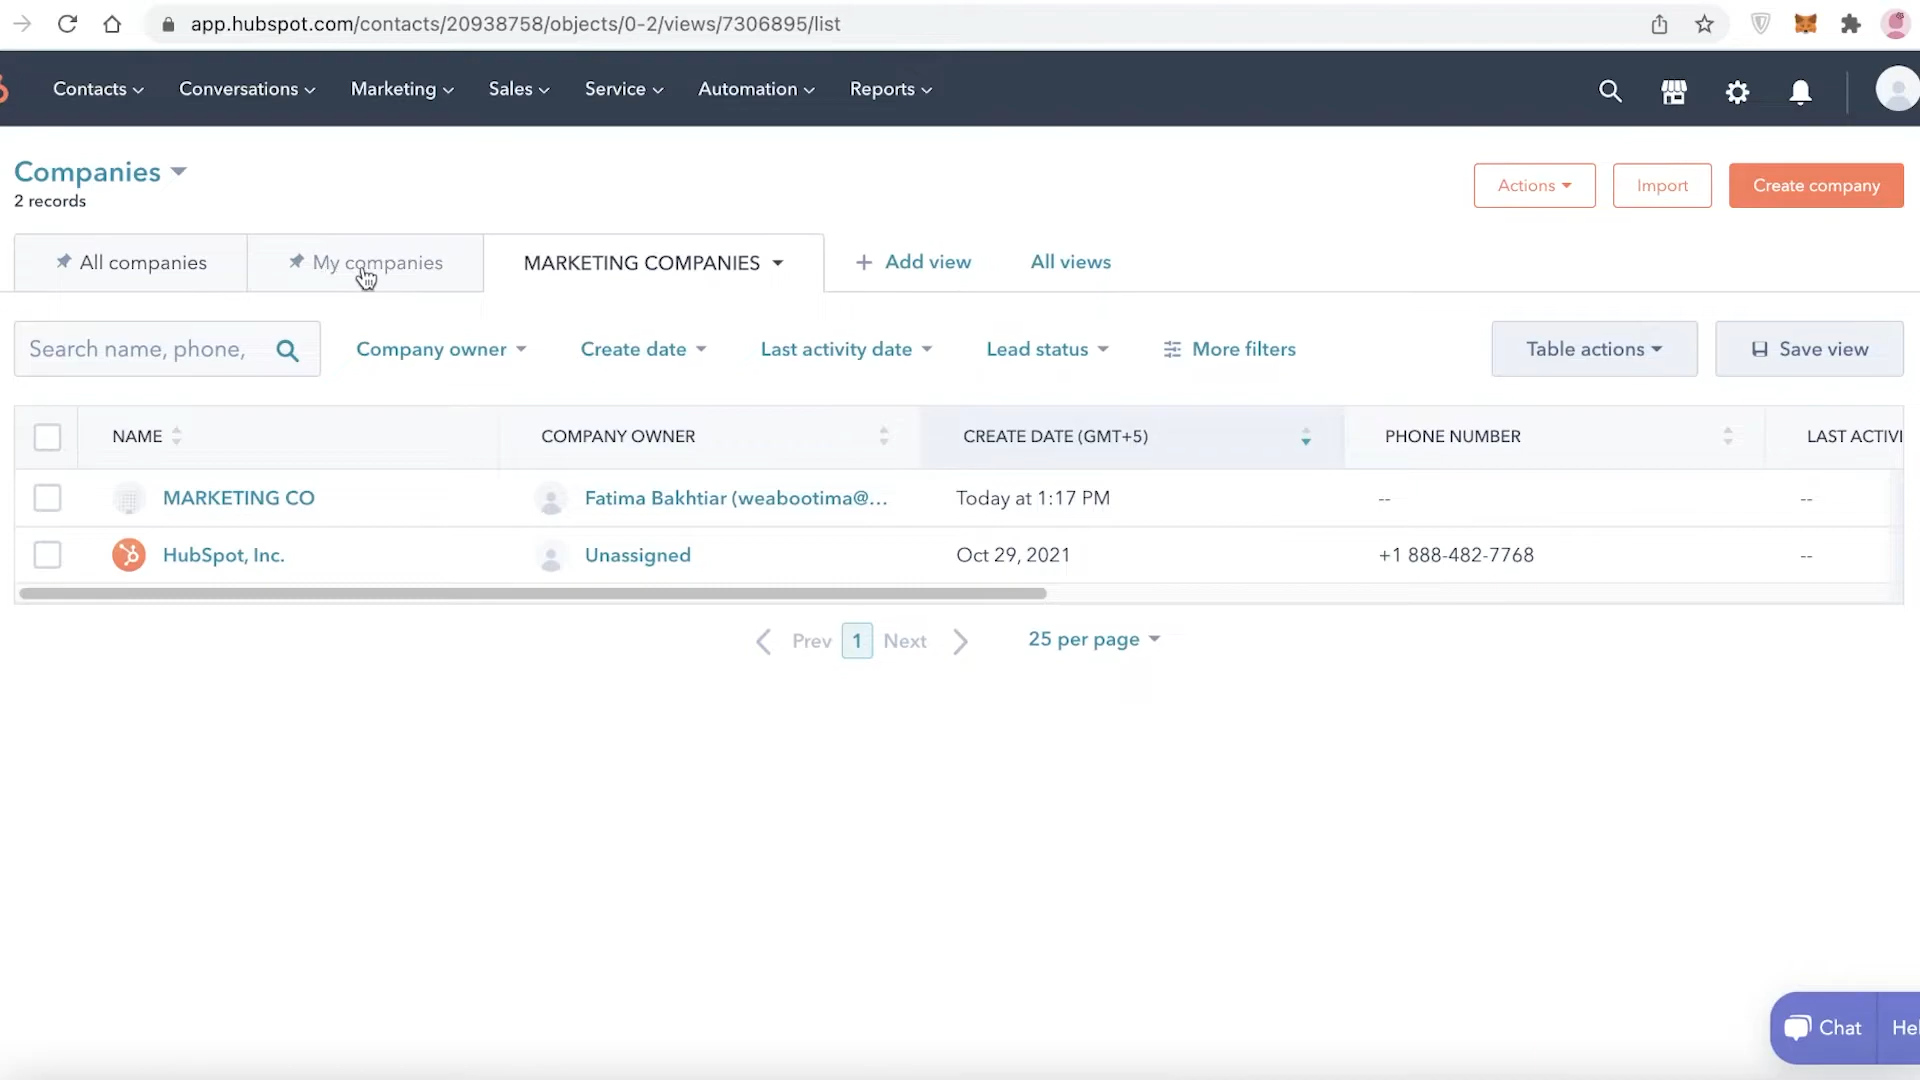 app.hubspot.com/contacts/20938758/objects/0-2/views/7306895/list
Contacts Conversations Marketing Sales Service Automation Reports
Companies
2 records
Actions Import Create company
All companies My companies MARKETING COMPANIES + Add view All views
Search name, phone, Company owner Create date Last activity date Lead status More filters Table actions Save view
NAME COMPANY OWNER CREATE DATE (GMT+5) PHONE NUMBER LAST ACTIVI
MARKETING CO Fatima Bakhtiar (weabootima@... Today at 1:17 PM -- --
HubSpot, Inc. Unassigned Oct 29, 2021 +1 888-482-7768 --
Prev 1 Next 25 per page
Chat Hel